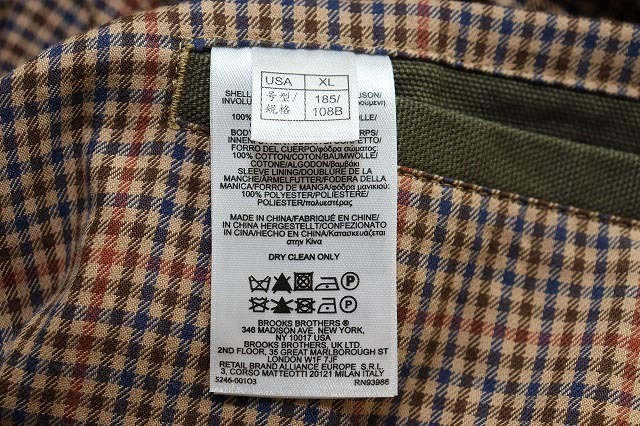 USA XL
号型/ 185/
规格 108B
SHELL
INVOLU
100%
BODY
INNEN
FORRO DEL CUERPO/φόδρα σώματος:
100% COTTON/COTON/BAUMWOLLE/
COTONE/ALGODON/βαμβάκι
SLEEVE LINING/DOUBLURE DE LA
MANCHE/ÄRMELFUTTER/FODERA DELLA
MANICA/FORRO DE MANGA/φόδρα μανικιού:
100% POLYESTER/POLIESTERE/
POLIESTER/πολυεστέρας
MADE IN CHINA/FABRIQUÉ EN CHINE/
IN CHINA HERGESTELLT/CONFEZIONATO
IN CINA/HECHO EN CHINA/Κατασκευάζεται
στην Κίνα
DRY CLEAN ONLY
P
P
BROOKS BROTHERS ®
346 MADISON AVE, NEW YORK,
NY 10017 USA
BROOKS BROTHERS, UK LTD.
2ND FLOOR, 35 GREAT MARLBOROUGH ST
LONDON W1F 7JF
RETAIL BRAND ALLIANCE EUROPE S.R.L.
3, CORSO MATTEOTTI 20121 MILAN ITALY
5246-00103 RN93986